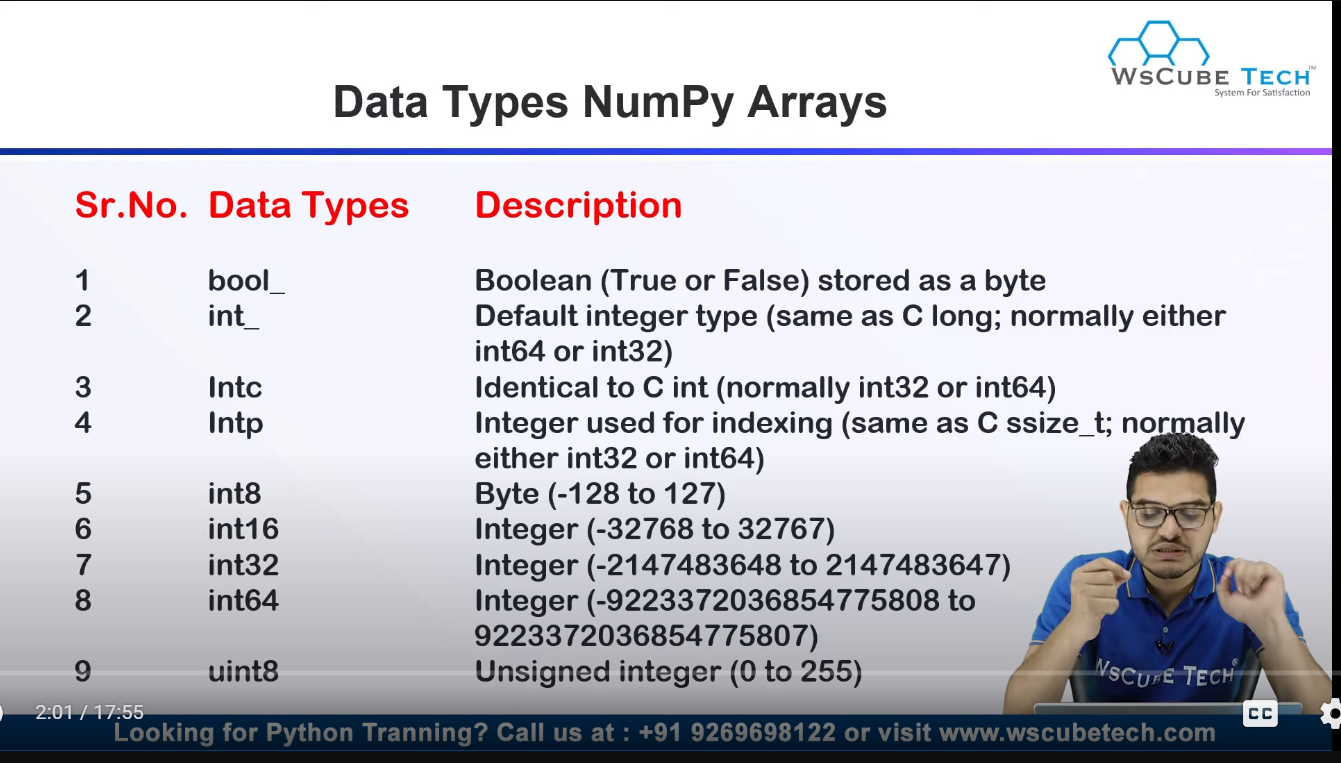 WsCube Tech™
System For Satisfaction
Data Types NumPy Arrays
Sr.No. Data Types Description
1 bool_ Boolean (True or False) stored as a byte
2 int_ Default integer type (same as C long; normally either
int64 or int32)
3 Intc Identical to C int (normally int32 or int64)
4 Intp Integer used for indexing (same as C ssize_t; normally
either int32 or int64)
5 int8 Byte (-128 to 127)
6 int16 Integer (-32768 to 32767)
7 int32 Integer (-2147483648 to 2147483647)
8 int64 Integer (-9223372036854775808 to
9223372036854775807)
9 uint8 Unsigned integer (0 to 255)
WsCube Tech®
2:01 / 17:55
CC
Looking for Python Tranning? Call us at : +91 9269698122 or visit www.wscubetech.com